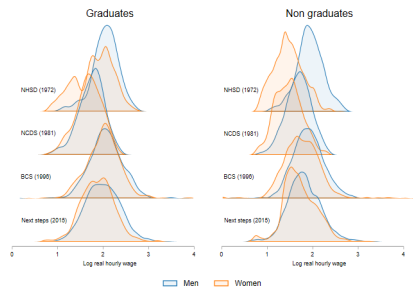 Graduates
NHSD (1972)
NCDS (1981)
BCS (1996)
Next steps (2015)
0 1 2 3 4
Log real hourly wage
Non graduates
NHSD (1972)
NCDS (1981)
BCS (1996)
Next steps (2015)
0 1 2 3 4
Log real hourly wage
Men Women